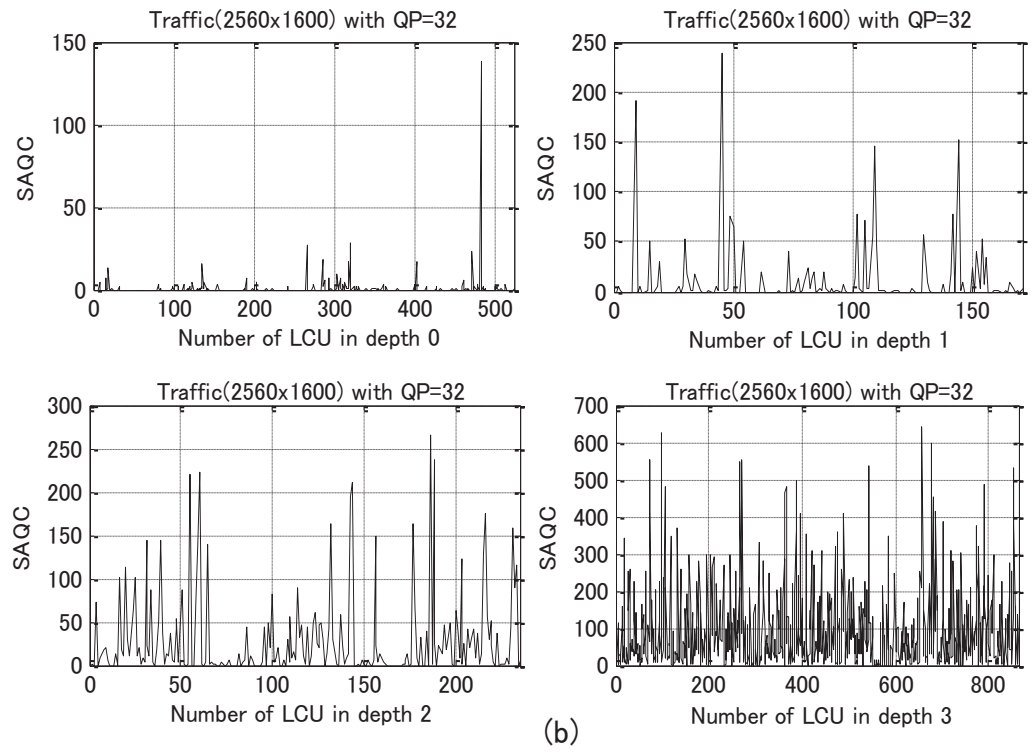 Traffic(2560x1600) with QP=32
150
100
50
0
SAQC
0 100 200 300 400 500
Number of LCU in depth 0
Traffic(2560x1600) with QP=32
250
200
150
100
50
0
SAQC
0 50 100 150
Number of LCU in depth 1
Traffic(2560x1600) with QP=32
300
250
200
150
100
50
0
SAQC
0 50 100 150 200
Number of LCU in depth 2
Traffic(2560x1600) with QP=32
700
600
500
400
300
200
100
0
SAQC
0 200 400 600 800
Number of LCU in depth 3
(b)